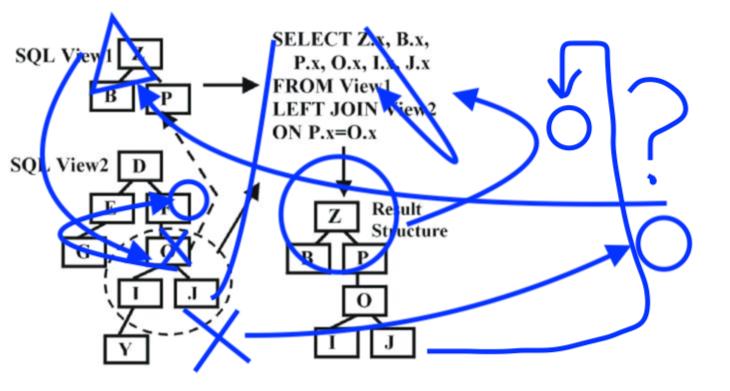 SQL View1
B
P
SELECT Z.x, B.x,
P.x, O.x, I.x, J.x
FROM View1
LEFT JOIN View2
ON P.x=O.x
SQL View2
D
E
G
I
J
Y
Z
Result
Structure
B
P
O
I
J
?